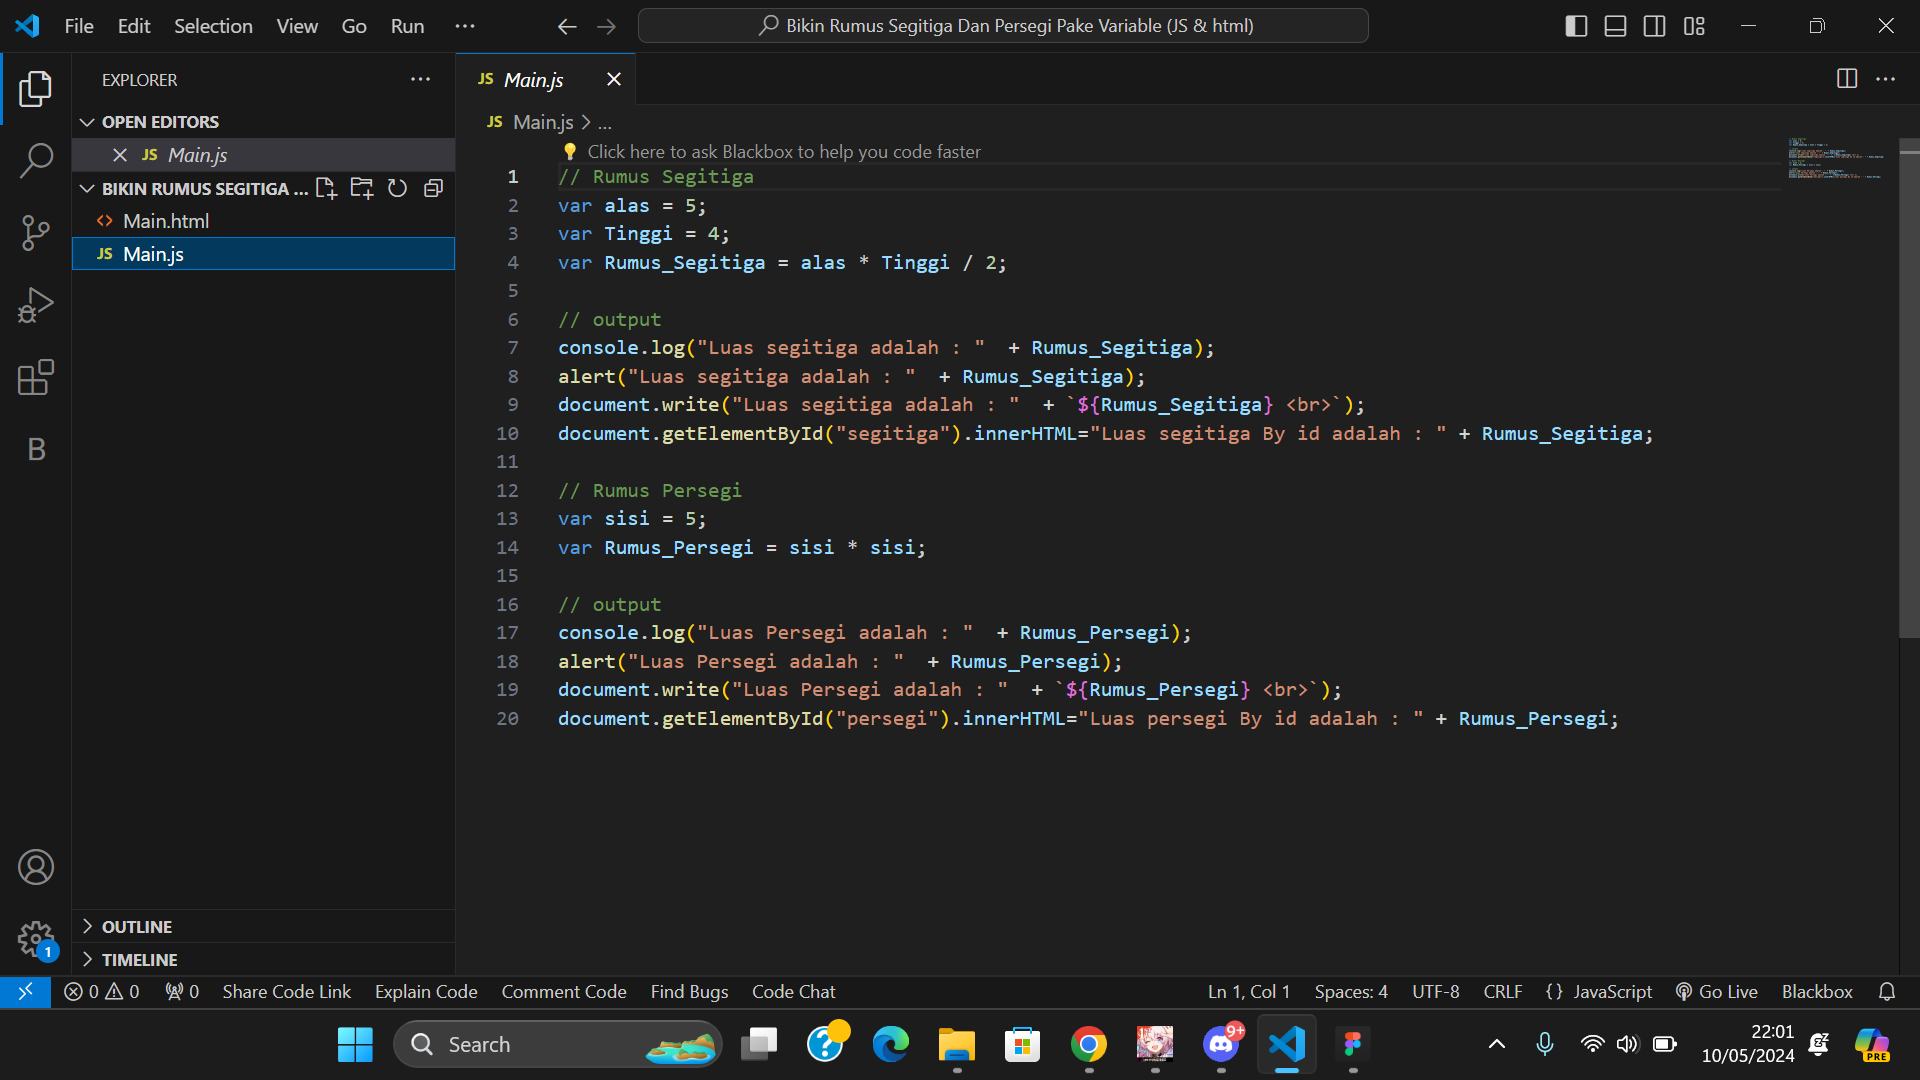 File Edit Selection View Go Run ···
Bikin Rumus Segitiga Dan Persegi Pake Variable (JS & html)
EXPLORER
OPEN EDITORS
JS Main.js
BIKIN RUMUS SEGITIGA ...
<> Main.html
JS Main.js
JS Main.js
JS Main.js > ...
Click here to ask Blackbox to help you code faster
1 // Rumus Segitiga
2 var alas = 5;
3 var Tinggi = 4;
4 var Rumus_Segitiga = alas * Tinggi / 2;
5
6 // output
7 console.log("Luas segitiga adalah : "  + Rumus_Segitiga);
8 alert("Luas segitiga adalah : "  + Rumus_Segitiga);
9 document.write("Luas segitiga adalah : "  + `${Rumus_Segitiga} <br>`);
10 document.getElementById("segitiga").innerHTML="Luas segitiga By id adalah : " + Rumus_Segitiga;
11
12 // Rumus Persegi
13 var sisi = 5;
14 var Rumus_Persegi = sisi * sisi;
15
16 // output
17 console.log("Luas Persegi adalah : "  + Rumus_Persegi);
18 alert("Luas Persegi adalah : "  + Rumus_Persegi);
19 document.write("Luas Persegi adalah : "  + `${Rumus_Persegi} <br>`);
20 document.getElementById("persegi").innerHTML="Luas persegi By id adalah : " + Rumus_Persegi;
B
OUTLINE
TIMELINE
1
0 0 0 Share Code Link Explain Code Comment Code Find Bugs Code Chat Ln 1, Col 1 Spaces: 4 UTF-8 CRLF {} JavaScript Go Live Blackbox
Search
9+
22:01
10/05/2024
PRE